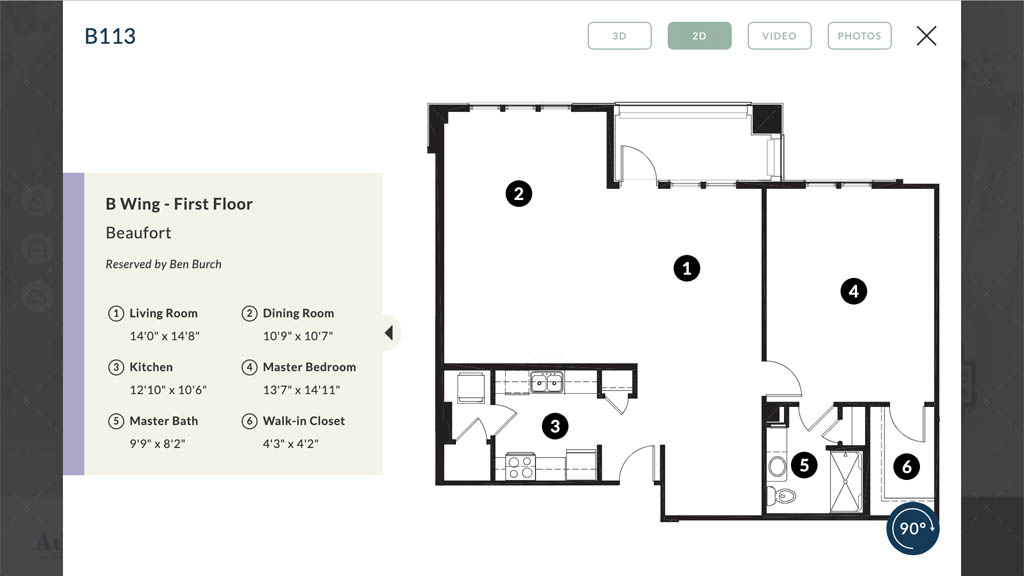 B113
3D
2D
VIDEO
PHOTOS
B Wing - First Floor
Beaufort
Reserved by Ben Burch
1 Living Room
14'0" x 14'8"
2 Dining Room
10'9" x 10'7"
3 Kitchen
12'10" x 10'6"
4 Master Bedroom
13'7" x 14'11"
5 Master Bath
9'9" x 8'2"
6 Walk-in Closet
4'3" x 4'2"
2
1
4
3
5
6
90°